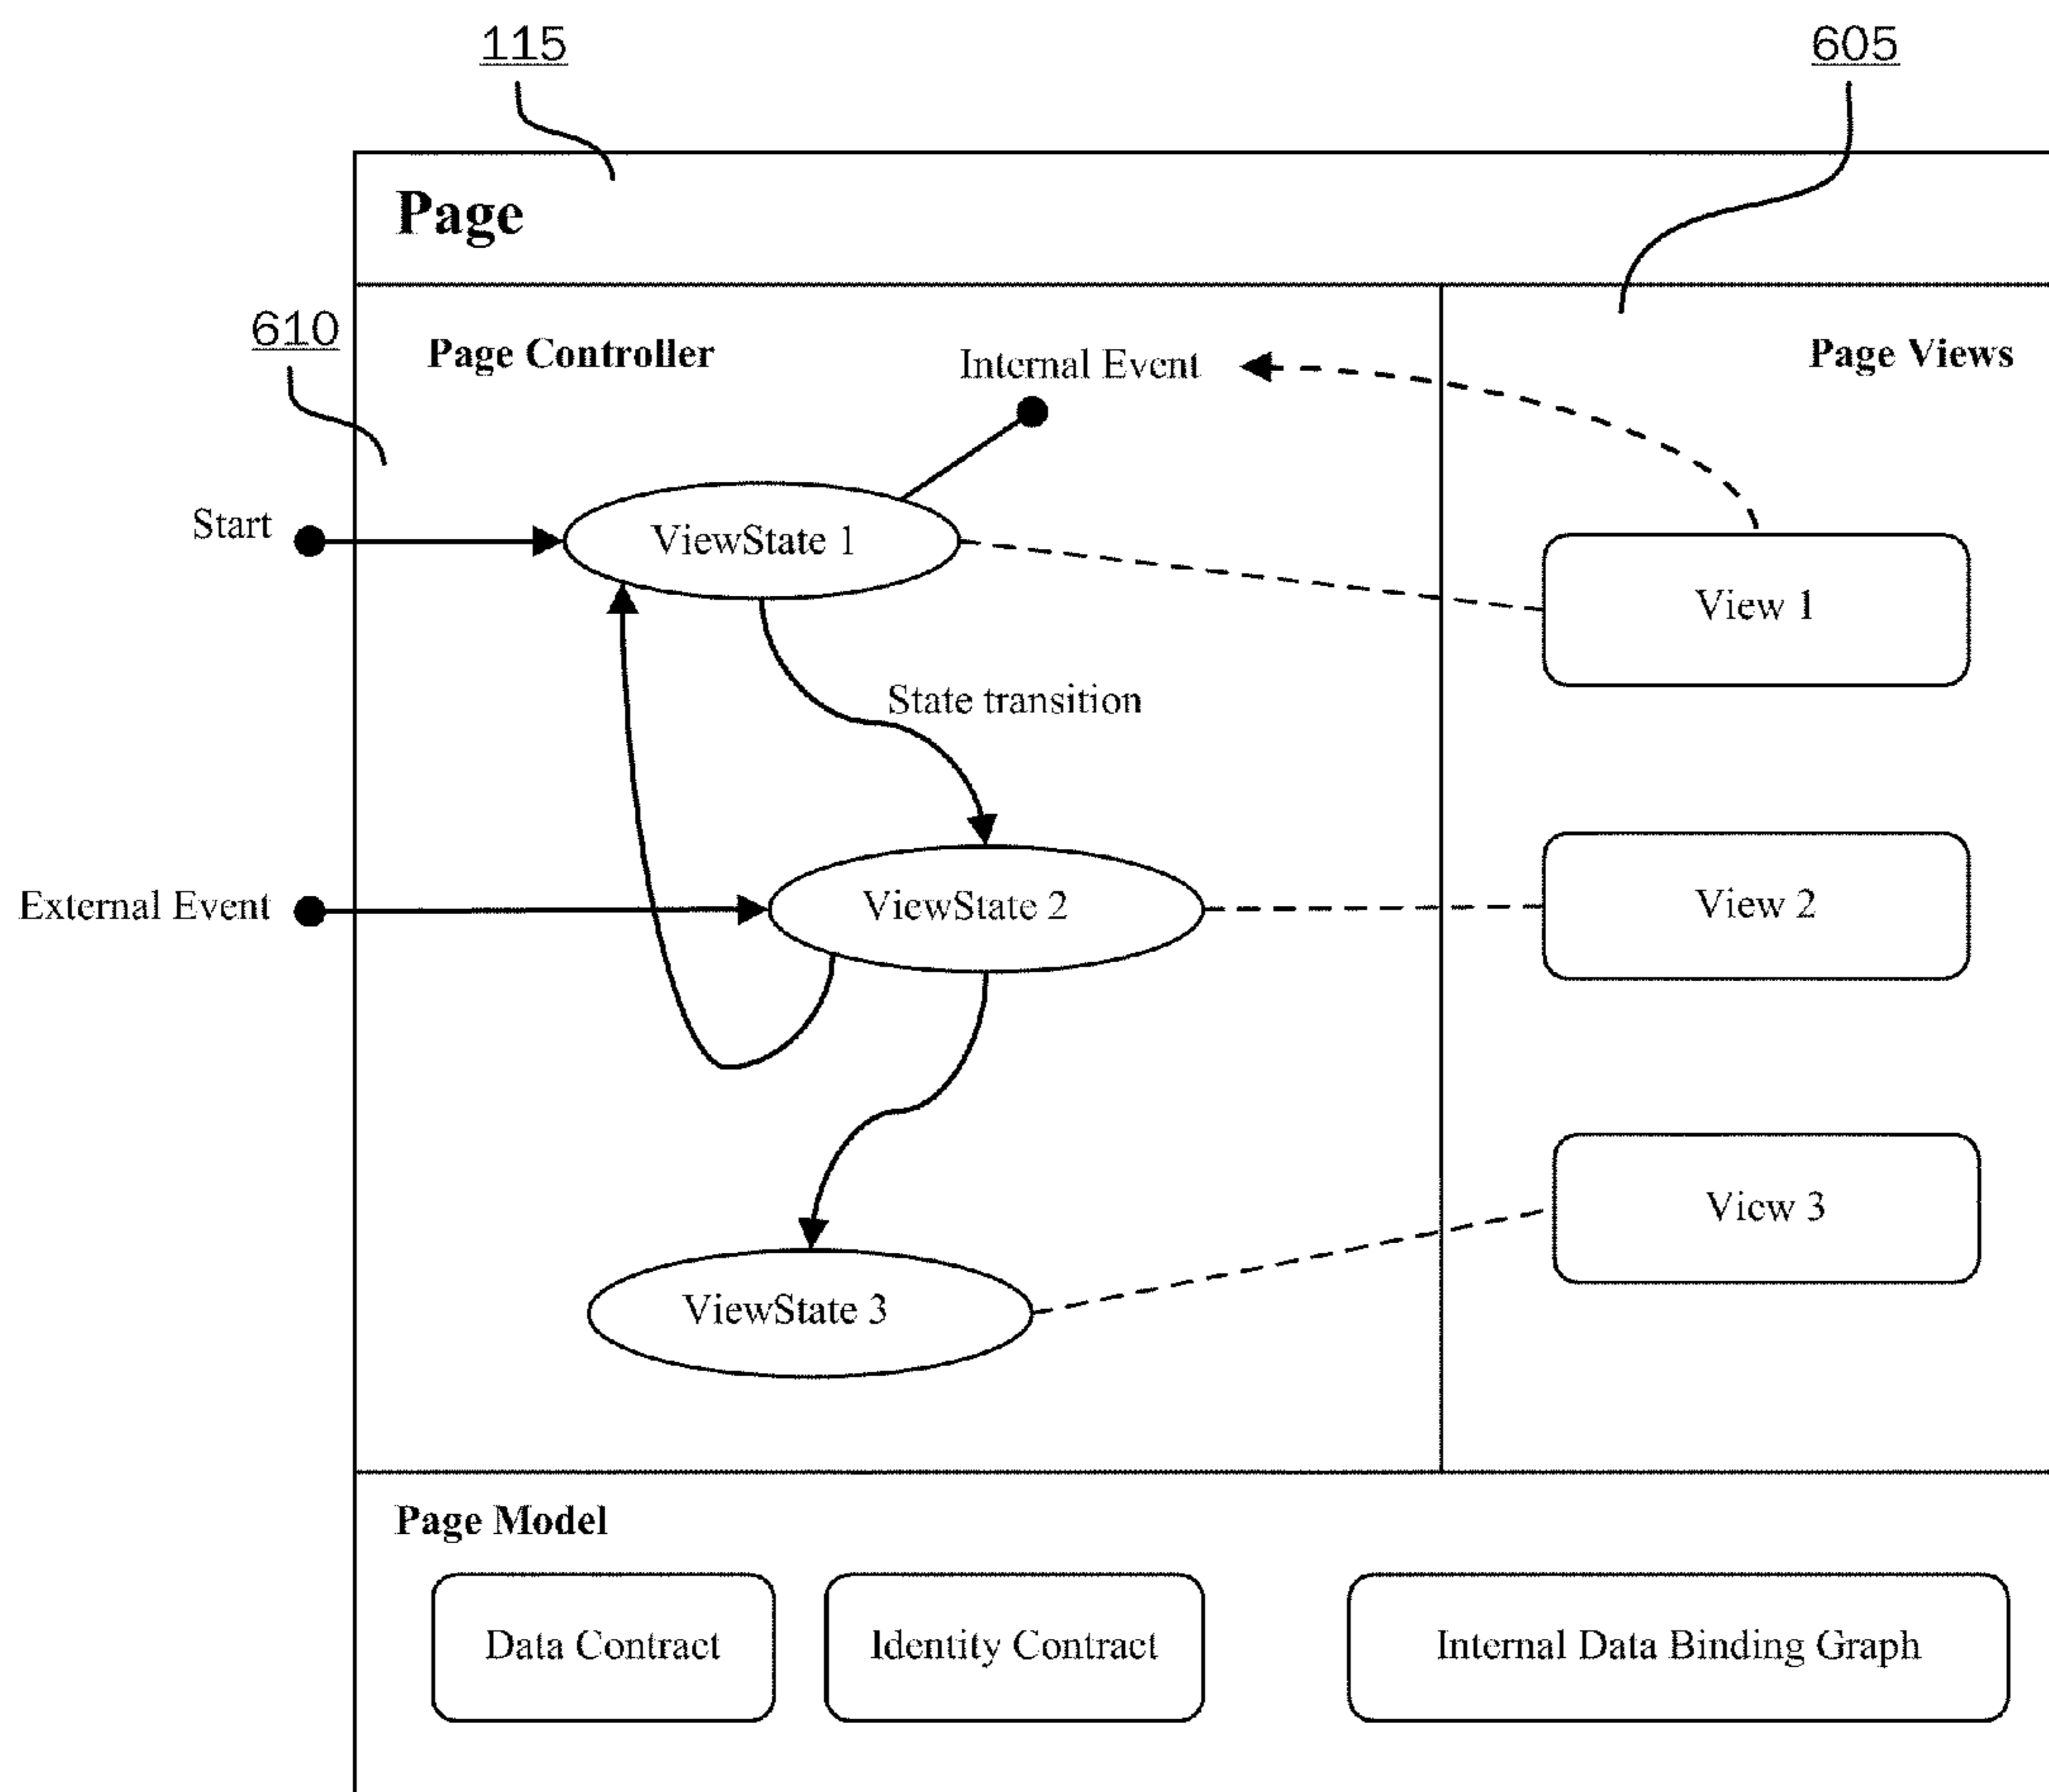 115
605
Page
610
Page Controller
Internal Event
Page Views
Start
ViewState 1
View 1
State transition
External Event
ViewState 2
View 2
View 3
ViewState 3
Page Model
Data Contract
Identity Contract
Internal Data Binding Graph